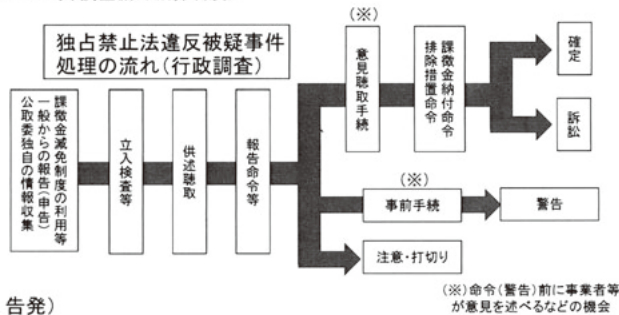 独占禁止法違反被疑事件
処理の流れ(行政調査)
課徴金減免制度の利用等
一般からの報告(申告)
公取委独自の情報収集
立入検査等
供述聴取
報告命令等
(※)
意見聴取手続
課徴金納付命令
排除措置命令
確定
訴訟
(※)
事前手続
警告
注意・打切り
(※)命令(警告)前に事業者等
が意見を述べるなどの機会
告発)